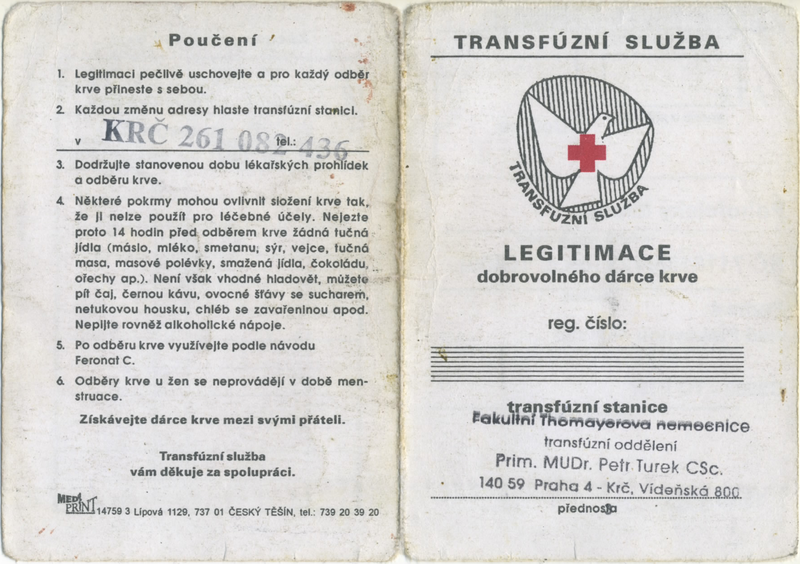 Poučení
1. Legitimaci pečlivě uschovejte a pro každý odběr
krve přineste s sebou.
2. Každou změnu adresy hlaste transfúzní stanici.
v KRČ 261 082 436 tel.:
3. Dodržujte stanovenou dobu lékařských prohlídek
a odběru krve.
4. Některé pokrmy mohou ovlivnit složení krve tak,
že ji nelze použít pro léčebné účely. Nejezte
proto 14 hodin před odběrem krve žádná tučná
jídla (máslo, mléko, smetanu, sýr, vejce, tučná
masa, masové polévky, smažená jídla, čokoládu,
ořechy ap.). Není však vhodné hladovět, můžete
pít čaj, černou kávu, ovocné šťávy se sucharem,
netukovou housku, chléb se zavařeninou apod.
Nepijte rovněž alkoholické nápoje.
5. Po odběru krve využívejte podle návodu
Feronat C.
6. Odběry krve u žen se neprovádějí v době men-
struace.
Získávejte dárce krve mezi svými přáteli.
Transfúzní služba
vám děkuje za spolupráci.
MEDI PRINT 14759 3 Lípová 1129, 737 01 ČESKÝ TĚŠÍN, tel.: 739 20 39 20
TRANSFÚZNÍ SLUŽBA
TRANSFUZNÍ SLUŽBA
LEGITIMACE
dobrovolného dárce krve
reg. číslo:
transfúzní stanice
Fakultní Thomayerova nemocnice
transfúzní oddělení
Prim. MUDr. Petr Turek CSc.
140 59 Praha 4 - Krč, Vídeňská 800
přednosta